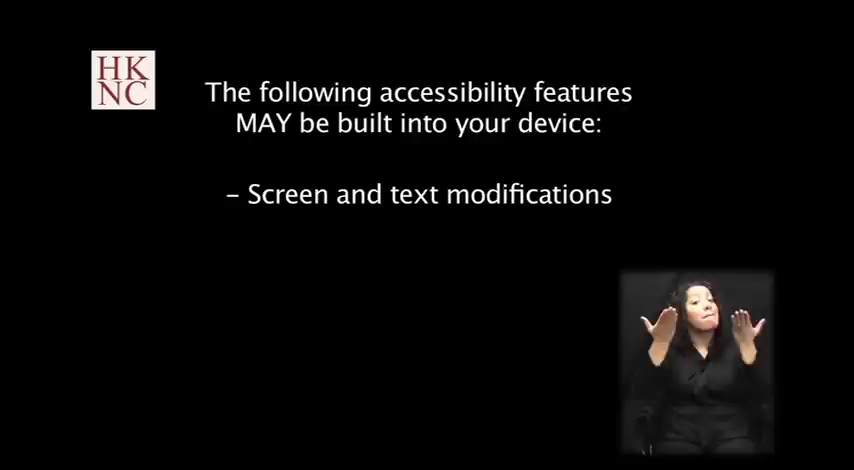 HK
NC
The following accessibility features
MAY be built into your device:
– Screen and text modifications